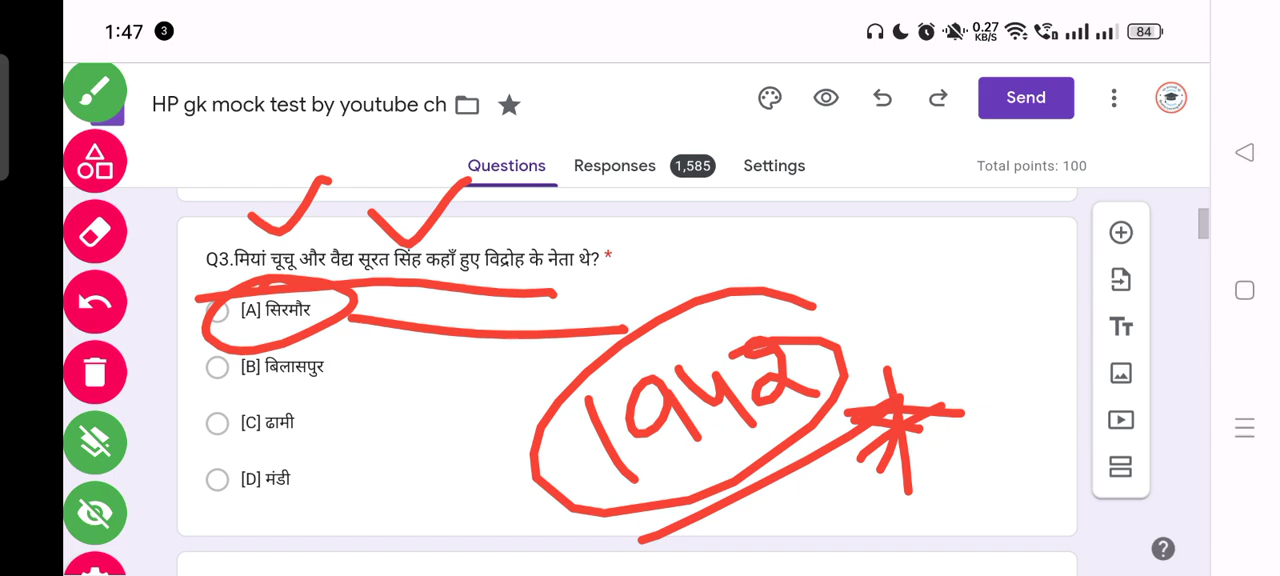 1:47 3 0.27 KB/S 84
HP gk mock test by youtube ch Send
Questions Responses 1,585 Settings Total points: 100
Q3.मियां चूचू और वैद्य सूरत सिंह कहाँ हुए विद्रोह के नेता थे? *
[A] सिरमौर
[B] बिलासपुर
1942
[C] ढामी
[D] मंडी